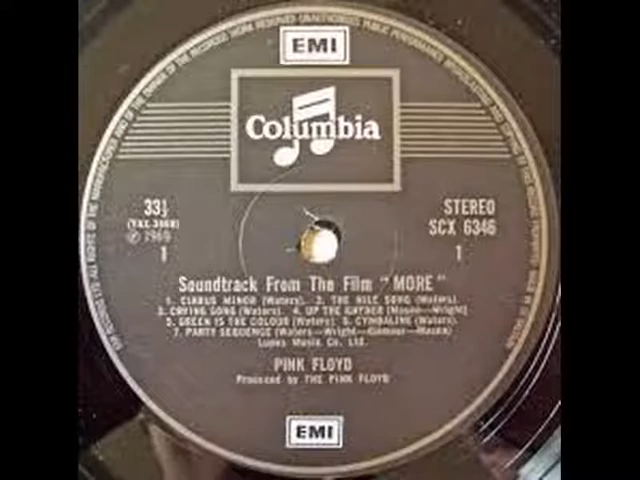 EMI
Columbia
33⅓
(YAX.3868)
℗ 1969
1
STEREO
SCX 6346
1
Soundtrack From The Film "MORE"
1. CIRRUS MINOR (Waters). 2. THE NILE SONG (Waters).
3. CRYING SONG (Waters). 4. UP THE KHYBER (Mason—Wright)
5. GREEN IS THE COLOUR (Waters). 6. CYMBALINE (Waters).
7. PARTY SEQUENCE (Waters—Wright—Gilmour—Mason)
Lupus Music Co. Ltd.
PINK FLOYD
Produced by THE PINK FLOYD
EMI